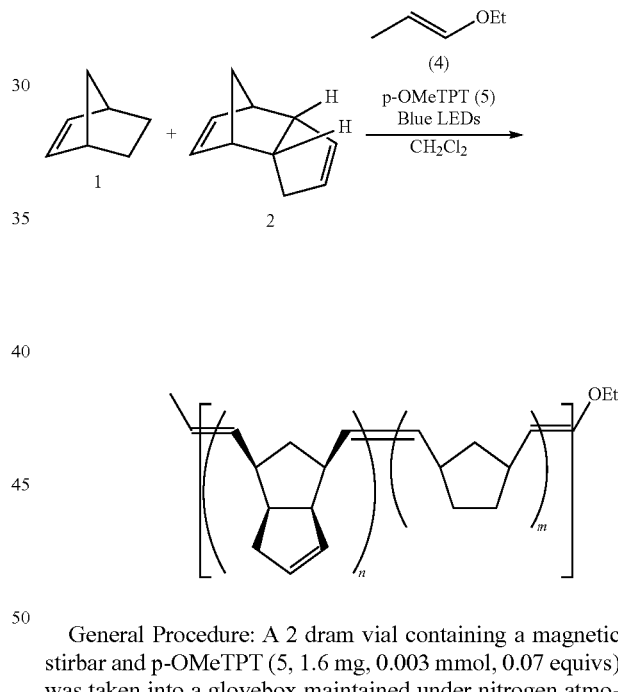 OEt
(4)
30
H
p-OMeTPT (5)
Blue LEDs
H
+
CH2Cl2
1
2
35
40
OEt
45
n
m
50
General Procedure: A 2 dram vial containing a magnetic
stirbar and p-OMeTPT (5, 1.6 mg, 0.003 mmol, 0.07 equivs)
was taken into a glovebox maintained under nitrogen atmo-